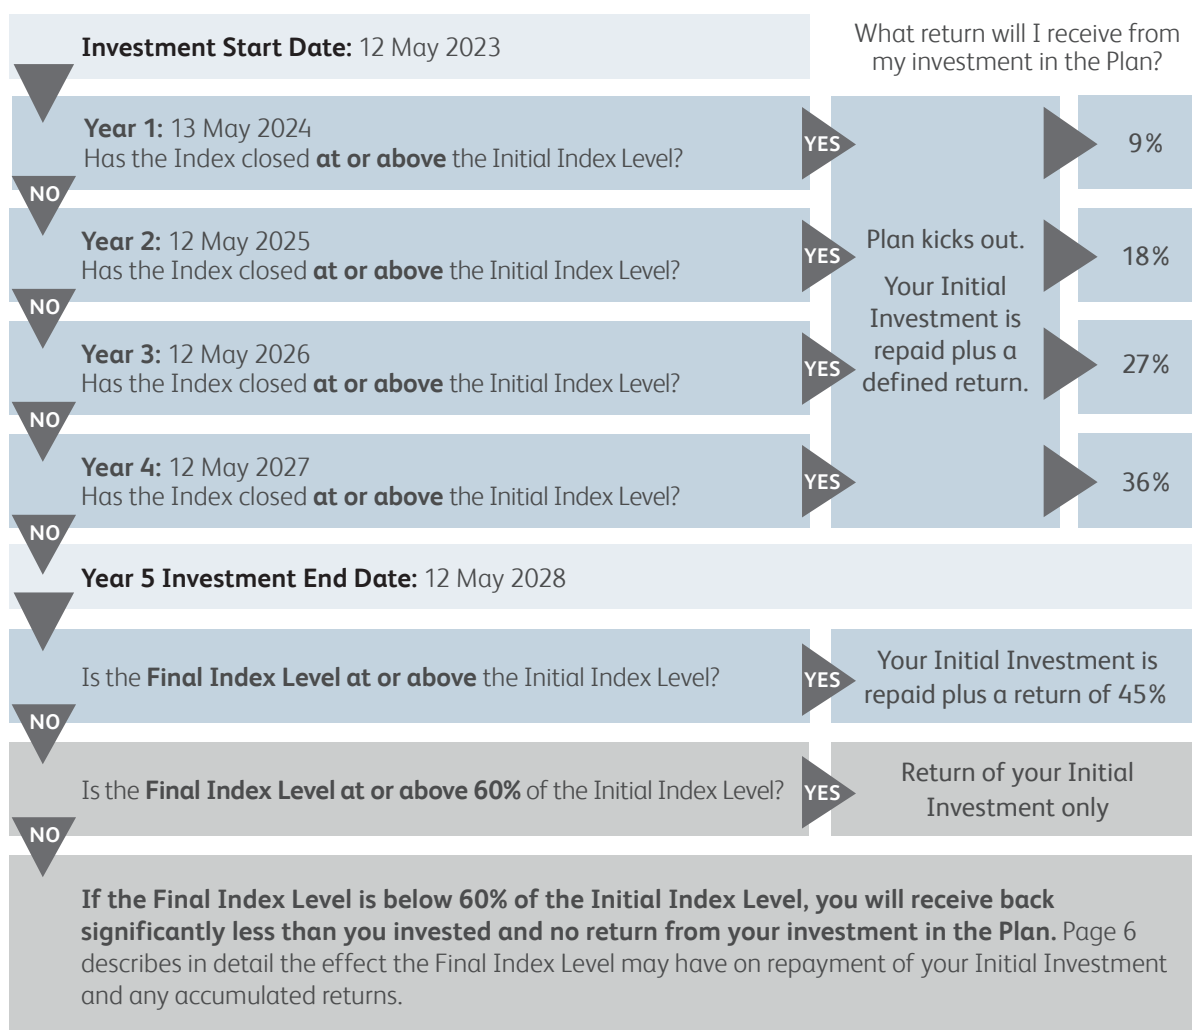 Investment Start Date: 12 May 2023
What return will I receive from
my investment in the Plan?
Year 1: 13 May 2024
Has the Index closed at or above the Initial Index Level?
YES
9%
NO
Year 2: 12 May 2025
Has the Index closed at or above the Initial Index Level?
YES
Plan kicks out.
Your Initial
Investment is
repaid plus a
defined return.
18%
NO
Year 3: 12 May 2026
Has the Index closed at or above the Initial Index Level?
YES
27%
NO
Year 4: 12 May 2027
Has the Index closed at or above the Initial Index Level?
YES
36%
NO
Year 5 Investment End Date: 12 May 2028
Is the Final Index Level at or above the Initial Index Level?
YES
Your Initial Investment is
repaid plus a return of 45%
NO
Is the Final Index Level at or above 60% of the Initial Index Level?
YES
Return of your Initial
Investment only
NO
If the Final Index Level is below 60% of the Initial Index Level, you will receive back
significantly less than you invested and no return from your investment in the Plan. Page 6
describes in detail the effect the Final Index Level may have on repayment of your Initial Investment
and any accumulated returns.